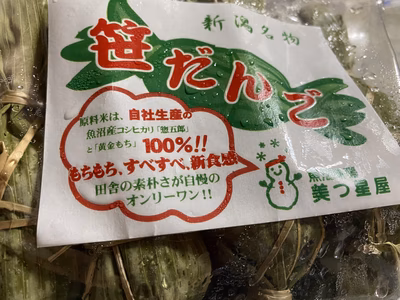 新潟名物
笹だんご
原料米は、自社生産の
魚沼産コシヒカリ「惣五郎」
と「黄金もち」100%!!
もちもち、すべすべ、新食感
田舎の素朴さが自慢の
オンリーワン!!
美つ星屋